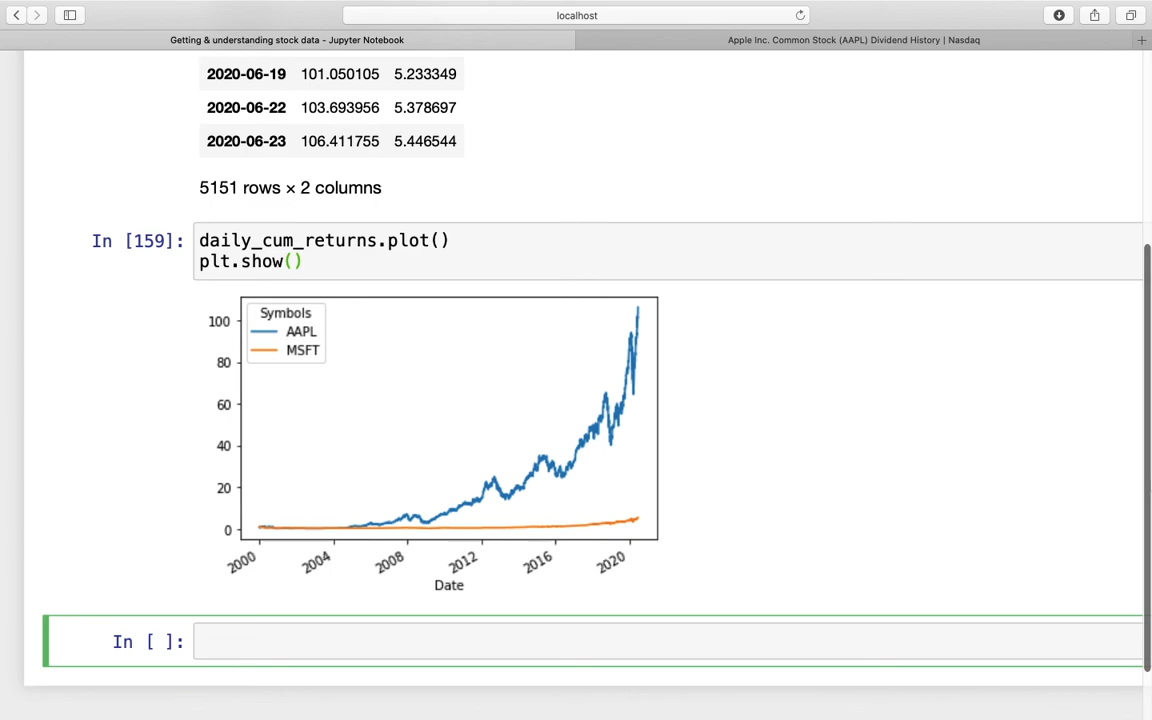 localhost
Getting & understanding stock data - Jupyter Notebook
Apple Inc. Common Stock (AAPL) Dividend History | Nasdaq
2020-06-19 101.050105 5.233349
2020-06-22 103.693956 5.378697
2020-06-23 106.411755 5.446544
5151 rows × 2 columns
In [159]: daily_cum_returns.plot()
plt.show()
Symbols
AAPL
MSFT
100
80
60
40
20
0
2000 2004 2008 2012 2016 2020
Date
In [ ]: